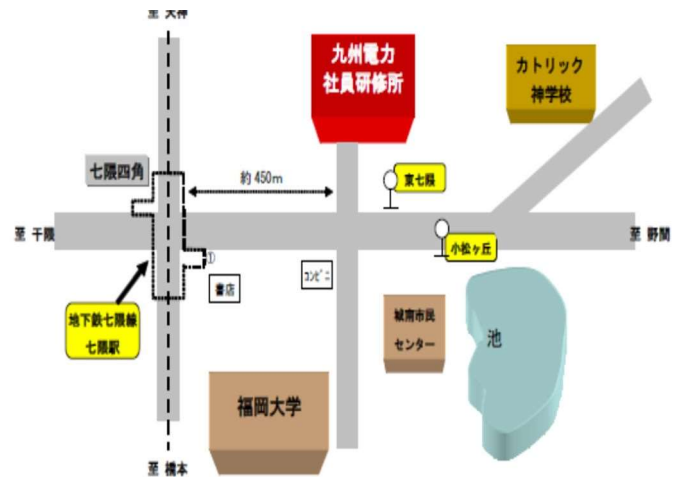 至 天神
九州電力
社員研修所
カトリック
神学校
七隈四角
約 450m
東七隈
至 干隈
至 野間
小松ヶ丘
①
書店
コンビニ
地下鉄七隈線
七隈駅
城南市民
センター
池
福岡大学
至 橋本